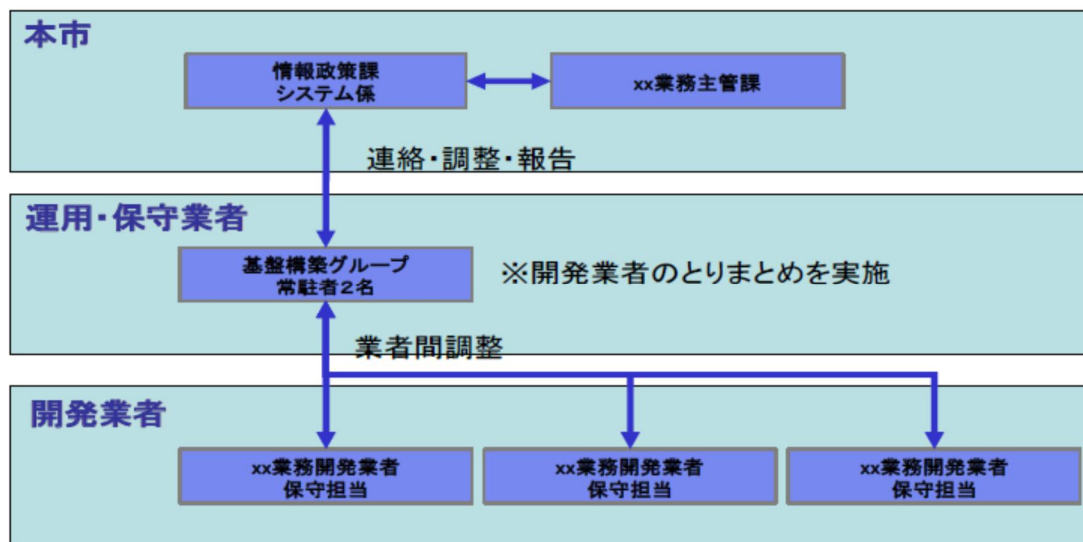 本市
情報政策課
システム係
xx業務主管課
連絡・調整・報告
運用・保守業者
基盤構築グループ
常駐者2名
※開発業者のとりまとめを実施
業者間調整
開発業者
xx業務開発業者
保守担当
xx業務開発業者
保守担当
xx業務開発業者
保守担当